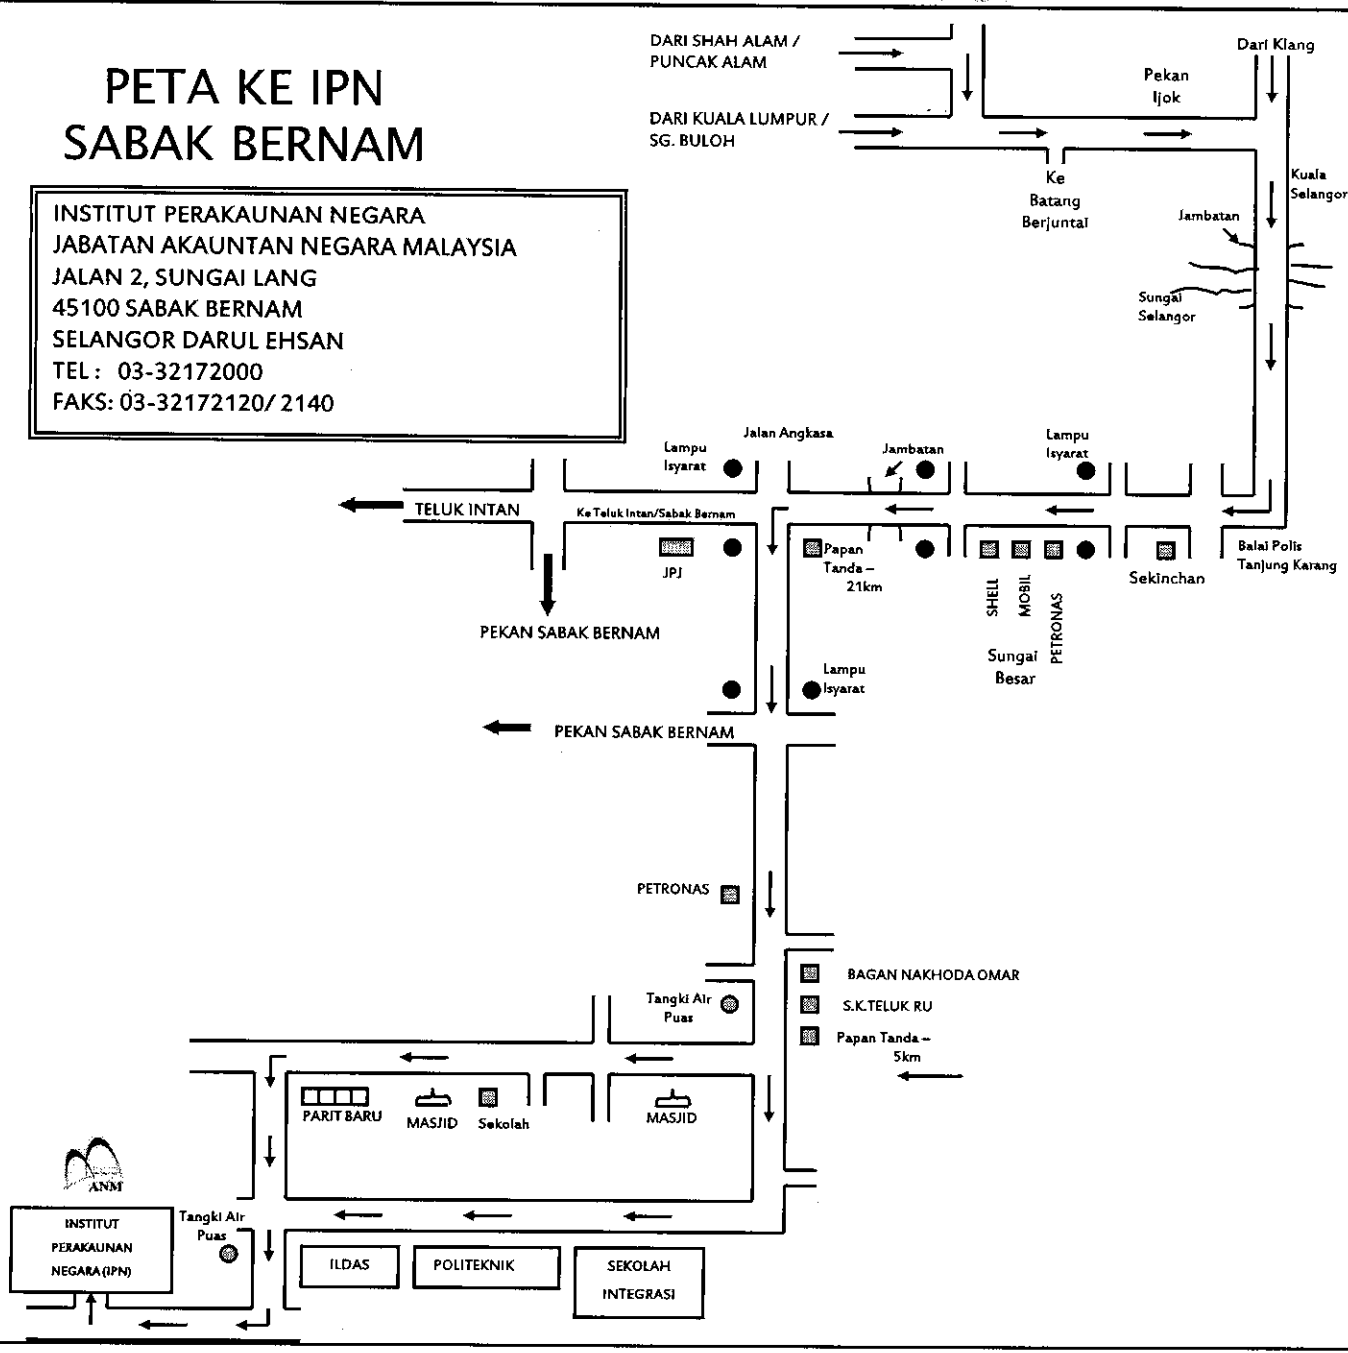 PETA KE IPN
SABAK BERNAM
INSTITUT PERAKAUNAN NEGARA
JABATAN AKAUNTAN NEGARA MALAYSIA
JALAN 2, SUNGAI LANG
45100 SABAK BERNAM
SELANGOR DARUL EHSAN
TEL : 03-32172000
FAKS: 03-32172120/ 2140
DARI SHAH ALAM /
PUNCAK ALAM
DARI KUALA LUMPUR /
SG. BULOH
Dari Klang
Pekan
Ijok
Ke
Batang
Berjuntai
Kuala
Selangor
Jambatan
Sungai
Selangor
Lampu
Isyarat
Jalan Angkasa
Jambatan
Lampu
Isyarat
TELUK INTAN
Ke Teluk Intan/Sabak Bernam
JPJ
Papan
Tanda –
21km
SHELL
MOBIL
PETRONAS
Sungai
Besar
Sekinchan
Balai Polis
Tanjung Karang
PEKAN SABAK BERNAM
Lampu
Isyarat
PEKAN SABAK BERNAM
PETRONAS
BAGAN NAKHODA OMAR
S.K.TELUK RU
Papan Tanda –
5km
Tangki Air
Puas
PARIT BARU
MASJID
Sekolah
MASJID
ANM
INSTITUT
PERAKAUNAN
NEGARA (IPN)
Tangki Air
Puas
ILDAS
POLITEKNIK
SEKOLAH
INTEGRASI